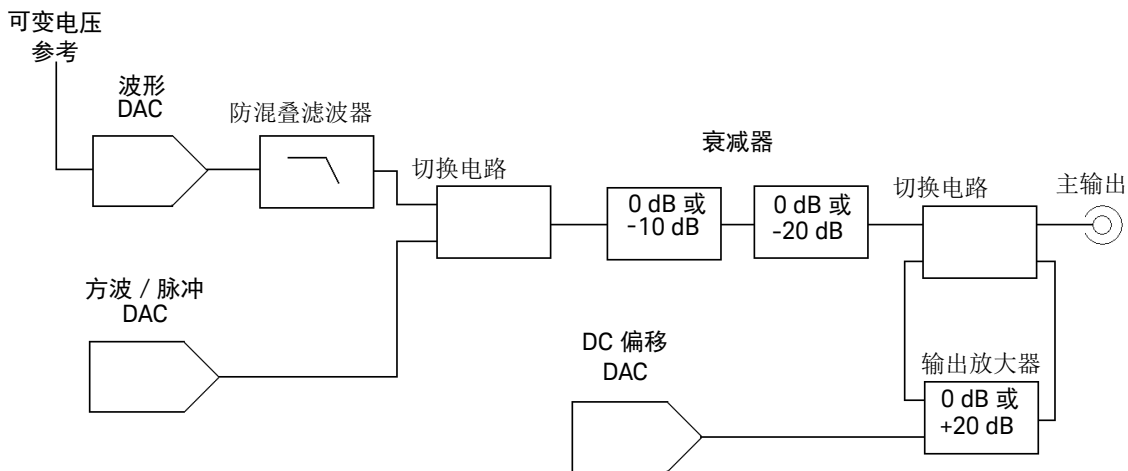 可变电压
参考
波形
DAC
防混叠滤波器
切换电路
衰减器
0 dB 或
-10 dB
0 dB 或
-20 dB
切换电路
主输出
方波 / 脉冲
DAC
DC 偏移
DAC
输出放大器
0 dB 或
+20 dB